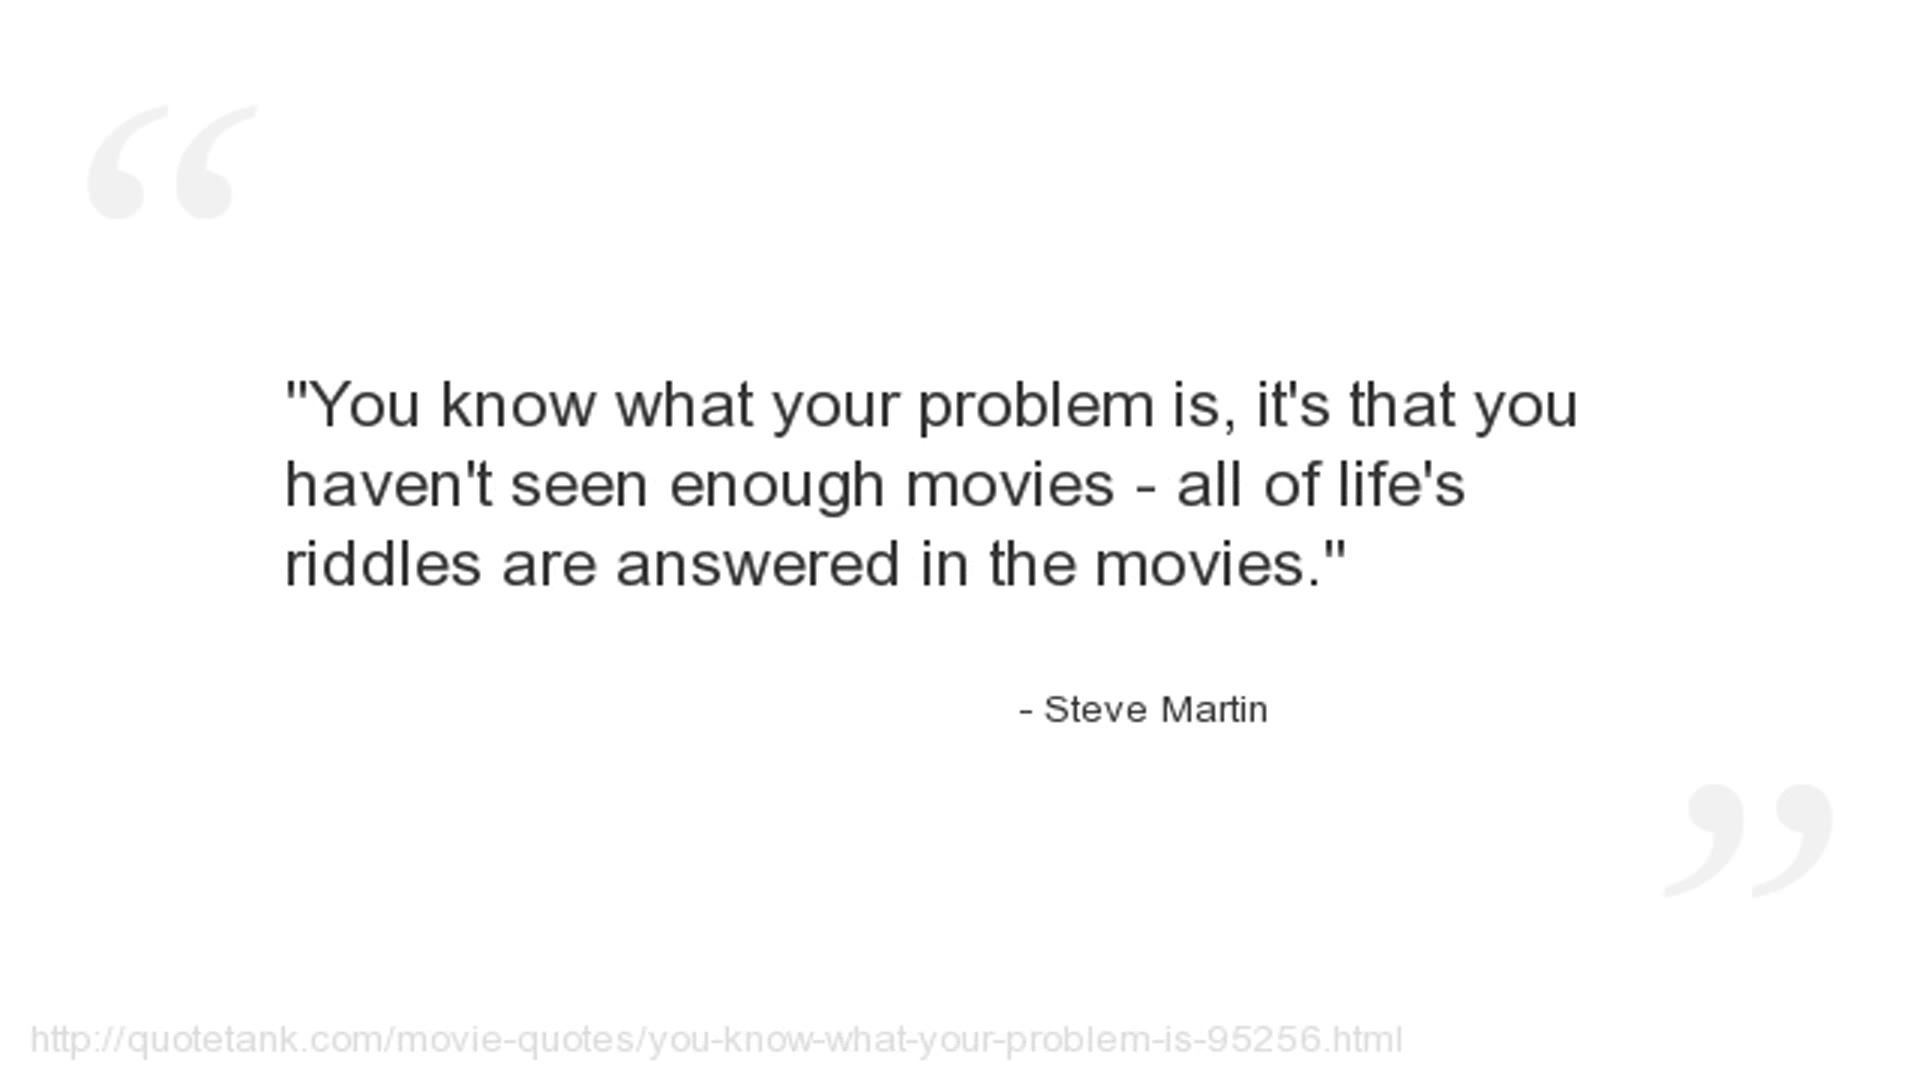 "You know what your problem is, it's that you
haven't seen enough movies - all of life's
riddles are answered in the movies."
- Steve Martin
http://quotetank.com/movie-quotes/you-know-what-your-problem-is-95256.html